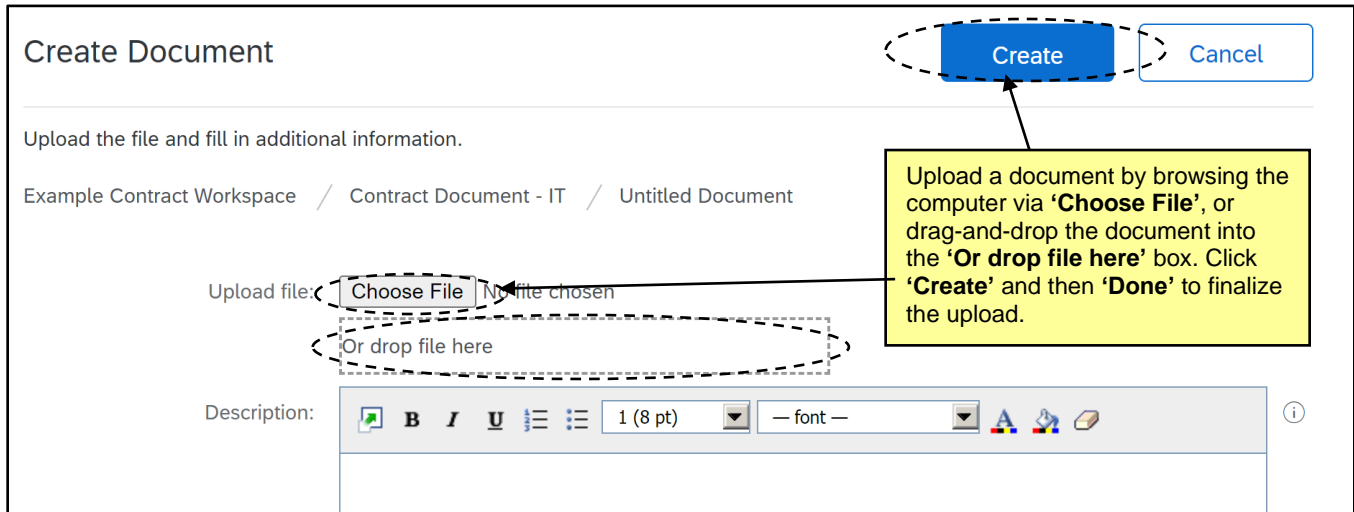 Create Document
Create
Cancel
Upload the file and fill in additional information.
Example Contract Workspace / Contract Document - IT / Untitled Document
Upload a document by browsing the
computer via ‘Choose File’, or
drag-and-drop the document into
the ‘Or drop file here’ box. Click
‘Create’ and then ‘Done’ to finalize
the upload.
Upload file: Choose File No file chosen
Or drop file here
Description:
B I U 1 (8 pt) — font — A